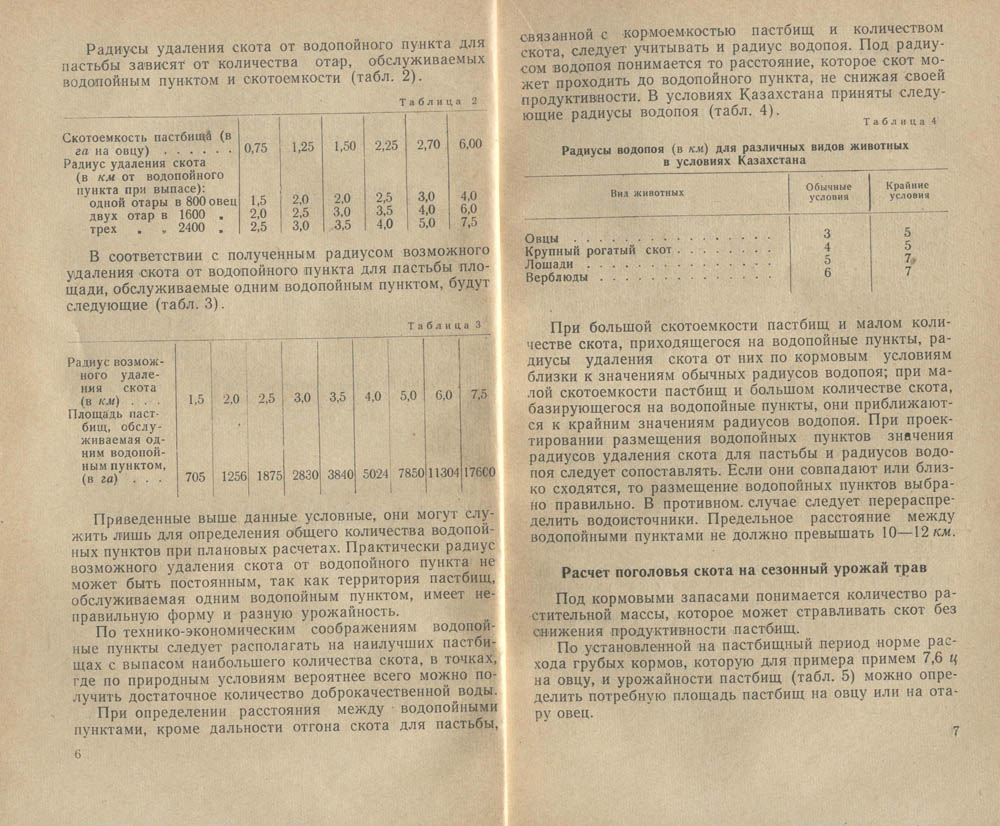 Радиусы удаления скота от водопойного пункта для
пастьбы зависят от количества отар, обслуживаемых
водопойным пунктом и скотоемкости (табл. 2).
Таблица 2
Скотоемкость пастбищ (в
га на овцу) . . . . . . 0,75 1,25 1,50 2,25 2,70 6,00
Радиус удаления скота
(в км от водопойного
пункта при выпасе):
одной отары в 800 овец 1,5 2,0 2,0 2,5 3,0 4,0
двух отар в 1600 „ 2,0 2,5 3,0 3,5 4,0 6,0
трех „ „ 2400 „ 2,5 3,0 3,5 4,0 5,0 7,5
В соответствии с полученным радиусом возможного
удаления скота от водопойного пункта для пастьбы пло-
щади, обслуживаемые одним водопойным пунктом, будут
следующие (табл. 3).
Таблица 3
Радиус возмож-
ного удале-
ния скота
(в км) . . . 1,5 2,0 2,5 3,0 3,5 4,0 5,0 6,0 7,5
Площадь паст-
бищ, обслу-
живаемая од-
ним водопой-
ным пунктом,
(в га) . . . 705 1256 1875 2830 3840 5024 7850 11304 17600
Приведенные выше данные условные, они могут слу-
жить лишь для определения общего количества водопой-
ных пунктов при плановых расчетах. Практически радиус
возможного удаления скота от водопойного пункта не
может быть постоянным, так как территория пастбищ,
обслуживаемая одним водопойным пунктом, имеет не-
правильную форму и разную урожайность.
По технико-экономическим соображениям водопой-
ные пункты следует располагать на наилучших пастби-
щах с выпасом наибольшего количества скота, в точках,
где по природным условиям вероятнее всего можно по-
лучить достаточное количество доброкачественной воды.
При определении расстояния между водопойными
пунктами, кроме дальности отгона скота для пастьбы,
6
связанной с кормоемкостью пастбищ и количеством
скота, следует учитывать и радиус водопоя. Под радиу-
сом водопоя понимается то расстояние, которое скот мо-
жет проходить до водопойного пункта, не снижая своей
продуктивности. В условиях Казахстана приняты следу-
ющие радиусы водопоя (табл. 4).
Таблица 4
Радиусы водопоя (в км) для различных видов животных
в условиях Казахстана
Вид животных Обычные условия Крайние условия
Овцы . . . . . . . . . . . . . . . 3 5
Крупный рогатый скот . . . . . . . . 4 5
Лошади . . . . . . . . . . . . . . 5 7
Верблюды . . . . . . . . . . . . . 6 7
При большой скотоемкости пастбищ и малом коли-
честве скота, приходящегося на водопойные пункты, ра-
диусы удаления скота от них по кормовым условиям
близки к значениям обычных радиусов водопоя; при ма-
лой скотоемкости пастбищ и большом количестве скота,
базирующегося на водопойные пункты, они приближают-
ся к крайним значениям радиусов водопоя. При проек-
тировании размещения водопойных пунктов значения
радиусов удаления скота для пастьбы и радиусов водо-
поя следует сопоставлять. Если они совпадают или близ-
ко сходятся, то размещение водопойных пунктов выбра-
но правильно. В противном. случае следует перераспре-
делить водоисточники. Предельное расстояние между
водопойными пунктами не должно превышать 10—12 км.
Расчет поголовья скота на сезонный урожай трав
Под кормовыми запасами понимается количество ра-
стительной массы, которое может стравливать скот без
снижения продуктивности пастбищ.
По установленной на пастбищный период норме рас-
хода грубых кормов, которую для примера примем 7,6 ц
на овцу, и урожайности пастбищ (табл. 5) можно опре-
делить потребную площадь пастбищ на овцу или на ота-
ру овец.
7